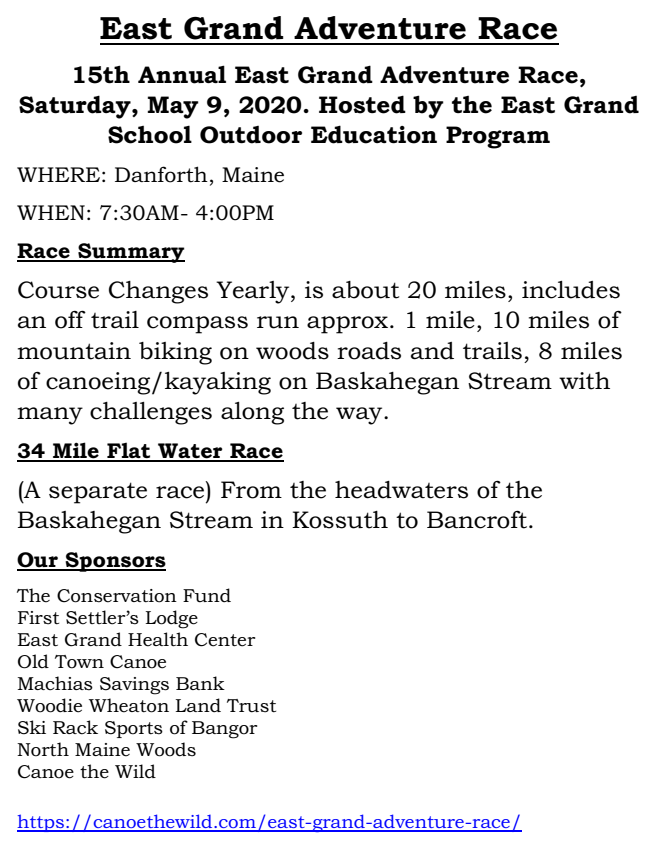 East Grand Adventure Race
15th Annual East Grand Adventure Race,
Saturday, May 9, 2020. Hosted by the East Grand
School Outdoor Education Program
WHERE: Danforth, Maine
WHEN: 7:30AM- 4:00PM
Race Summary
Course Changes Yearly, is about 20 miles, includes
an off trail compass run approx. 1 mile, 10 miles of
mountain biking on woods roads and trails, 8 miles
of canoeing/kayaking on Baskahegan Stream with
many challenges along the way.
34 Mile Flat Water Race
(A separate race) From the headwaters of the
Baskahegan Stream in Kossuth to Bancroft.
Our Sponsors
The Conservation Fund
First Settler’s Lodge
East Grand Health Center
Old Town Canoe
Machias Savings Bank
Woodie Wheaton Land Trust
Ski Rack Sports of Bangor
North Maine Woods
Canoe the Wild
https://canoethewild.com/east-grand-adventure-race/